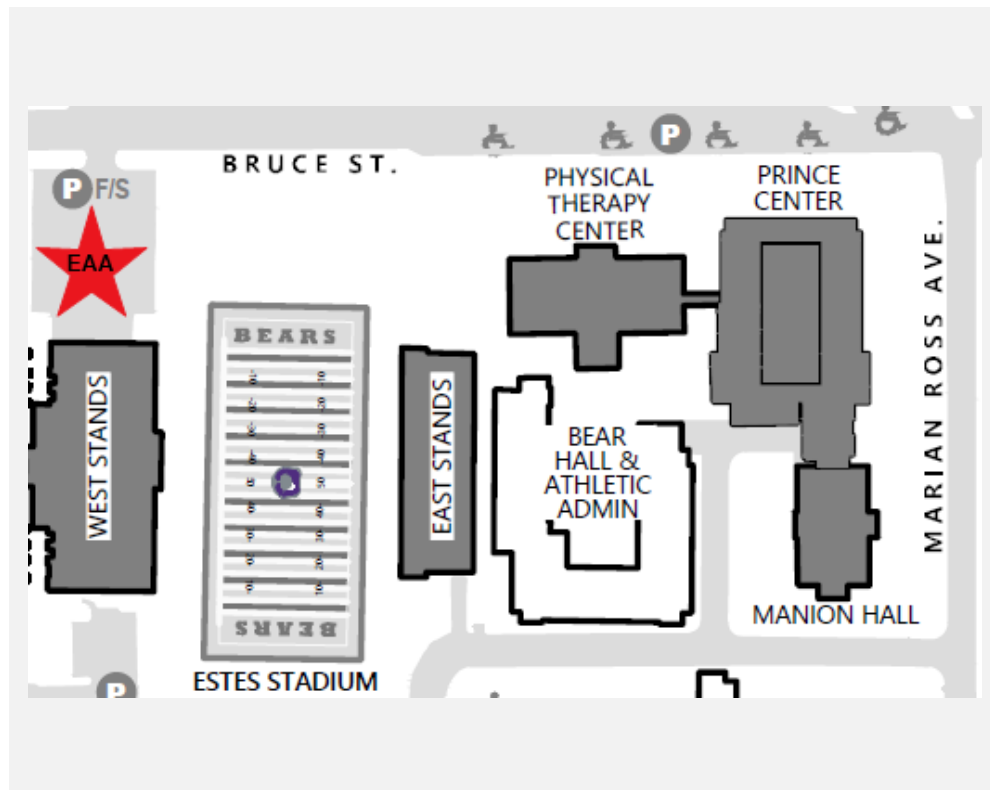 BRUCE ST.
P F/S
P
PHYSICAL
THERAPY
CENTER
PRINCE
CENTER
EAA
MARIAN ROSS AVE.
BEARS
WEST STANDS
EAST STANDS
BEAR
HALL &
ATHLETIC
ADMIN
MANION HALL
BEARS
ESTES STADIUM
P